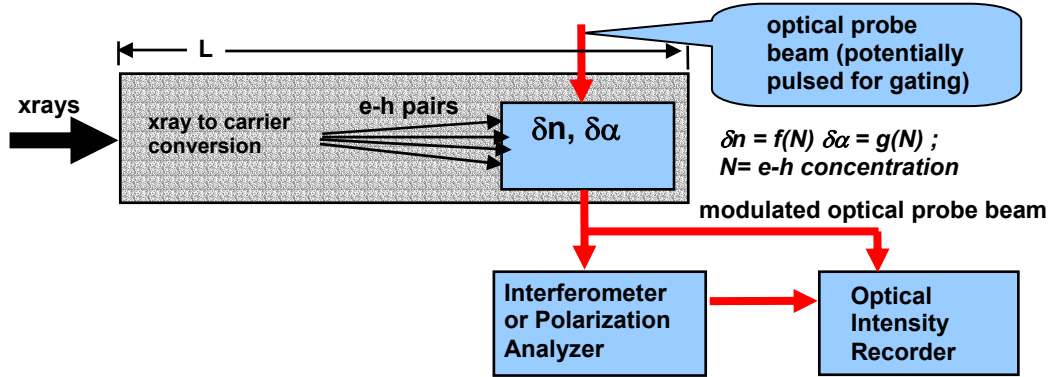 L
optical probe
beam (potentially
pulsed for gating)
xrays
xray to carrier
conversion
e-h pairs
δn, δα
δn = f(N) δα = g(N) ;
N= e-h concentration
modulated optical probe beam
Interferometer
or Polarization
Analyzer
Optical
Intensity
Recorder